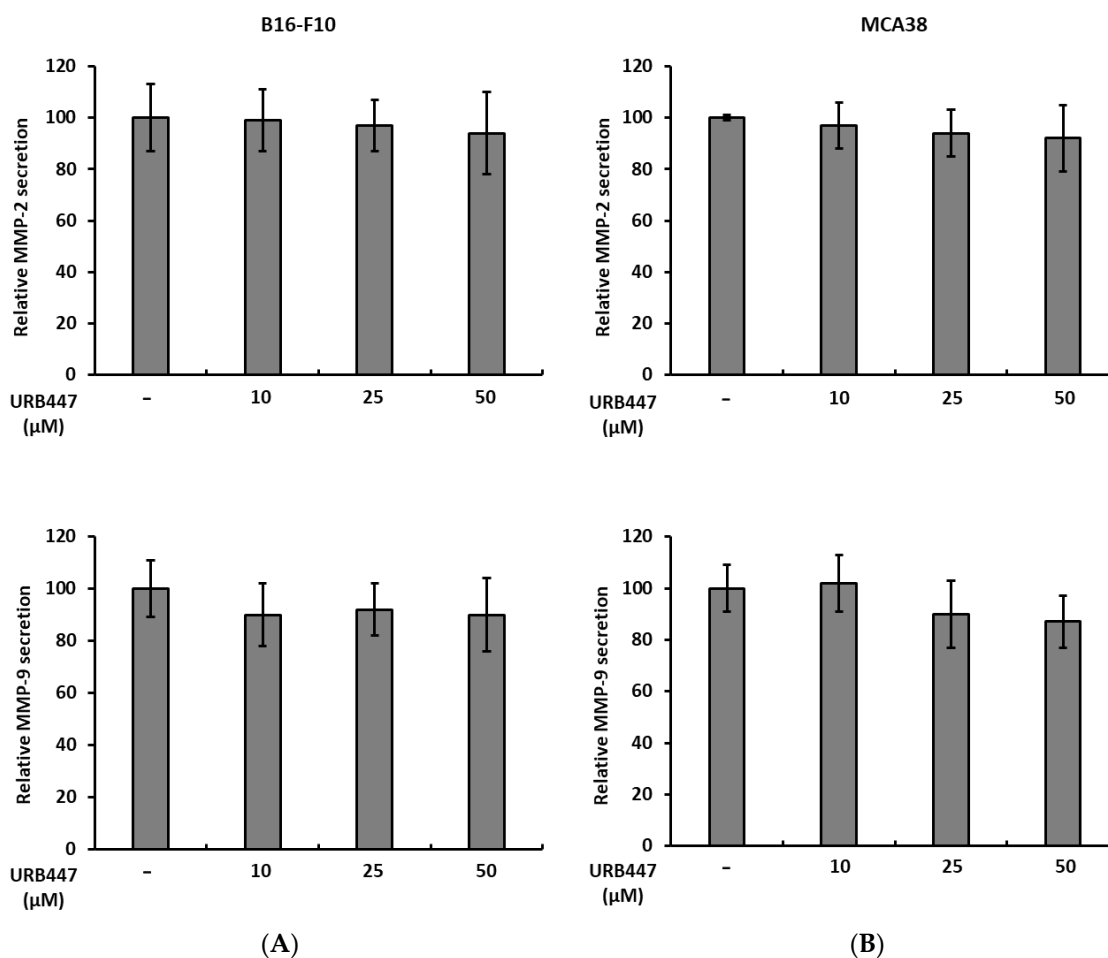 B16-F10
Relative MMP-2 secretion
120
100
80
60
40
20
0
URB447
(µM)
– 10 25 50
MCA38
Relative MMP-2 secretion
120
100
80
60
40
20
0
URB447
(µM)
– 10 25 50
Relative MMP-9 secretion
120
100
80
60
40
20
0
URB447
(µM)
– 10 25 50
(A)
Relative MMP-9 secretion
120
100
80
60
40
20
0
URB447
(µM)
– 10 25 50
(B)